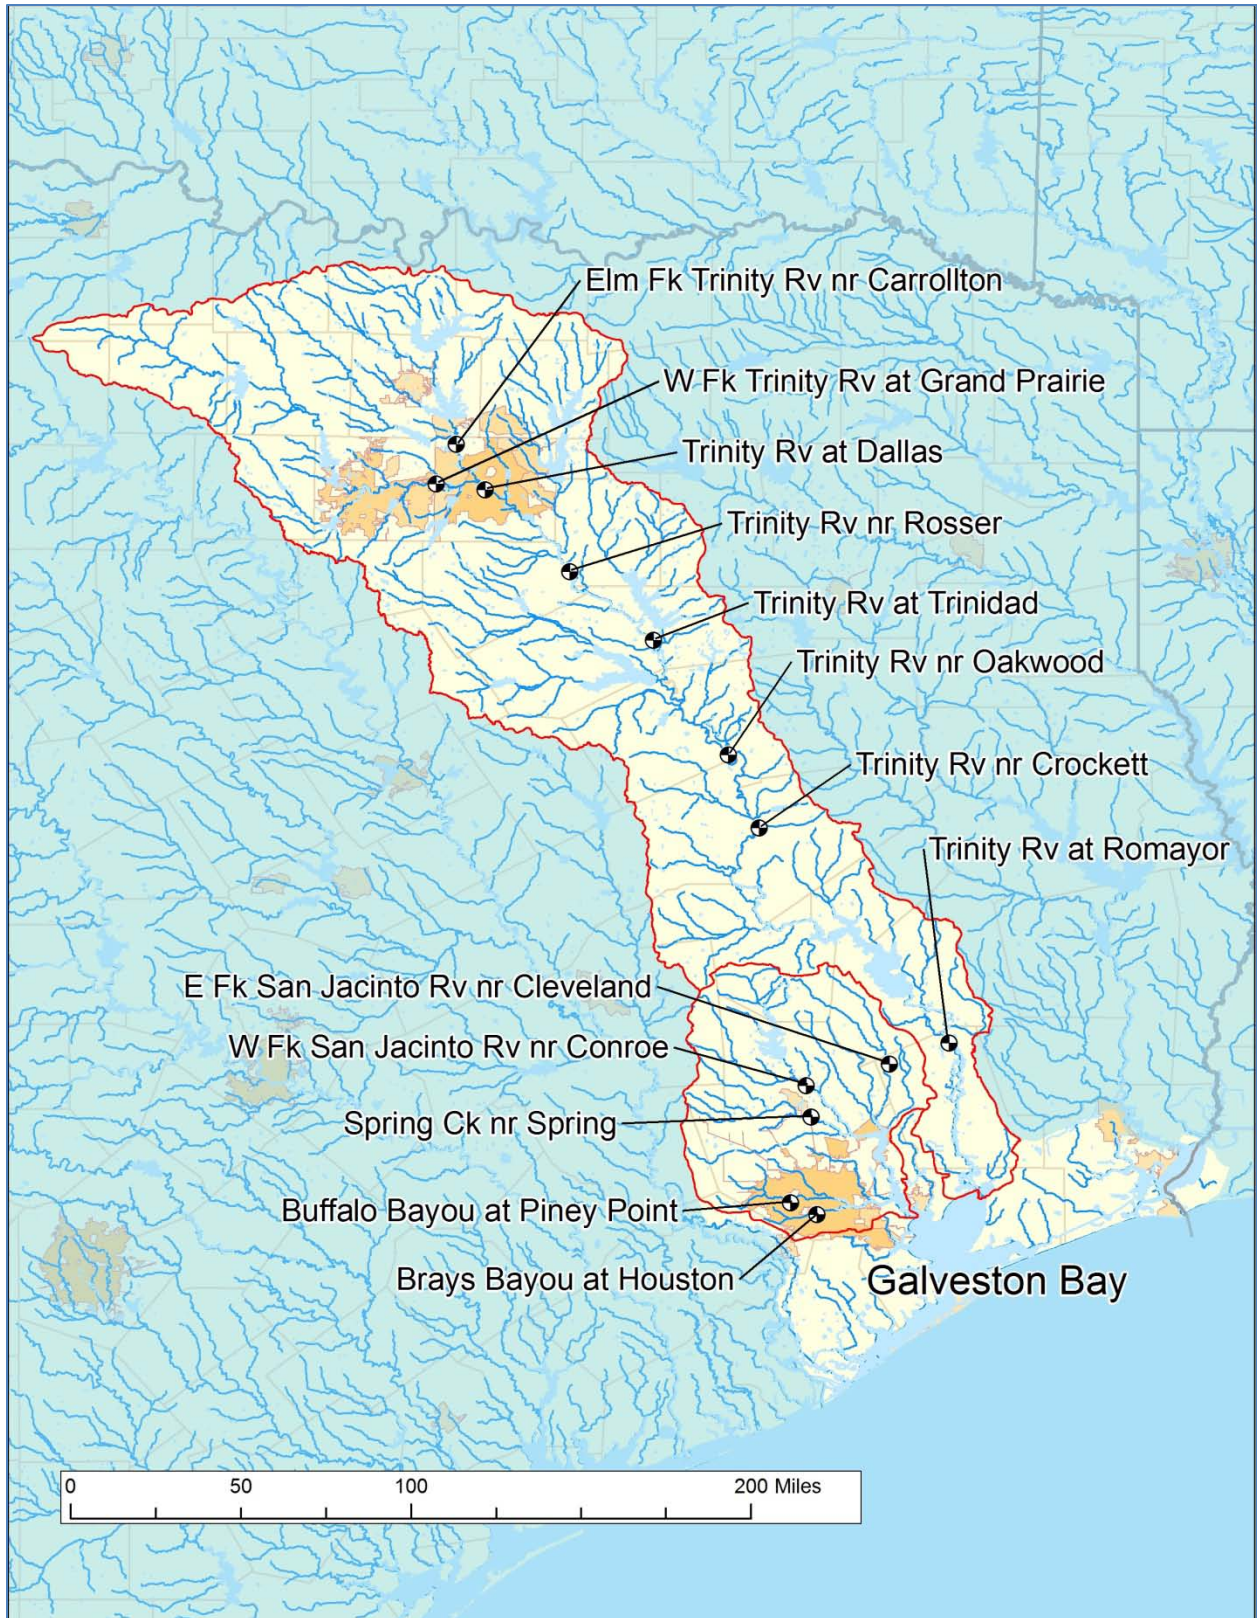 Elm Fk Trinity Rv nr Carrollton
W Fk Trinity Rv at Grand Prairie
Trinity Rv at Dallas
Trinity Rv nr Rosser
Trinity Rv at Trinidad
Trinity Rv nr Oakwood
Trinity Rv nr Crockett
Trinity Rv at Romayor
E Fk San Jacinto Rv nr Cleveland
W Fk San Jacinto Rv nr Conroe
Spring Ck nr Spring
Buffalo Bayou at Piney Point
Brays Bayou at Houston
Galveston Bay
0 50 100 200 Miles